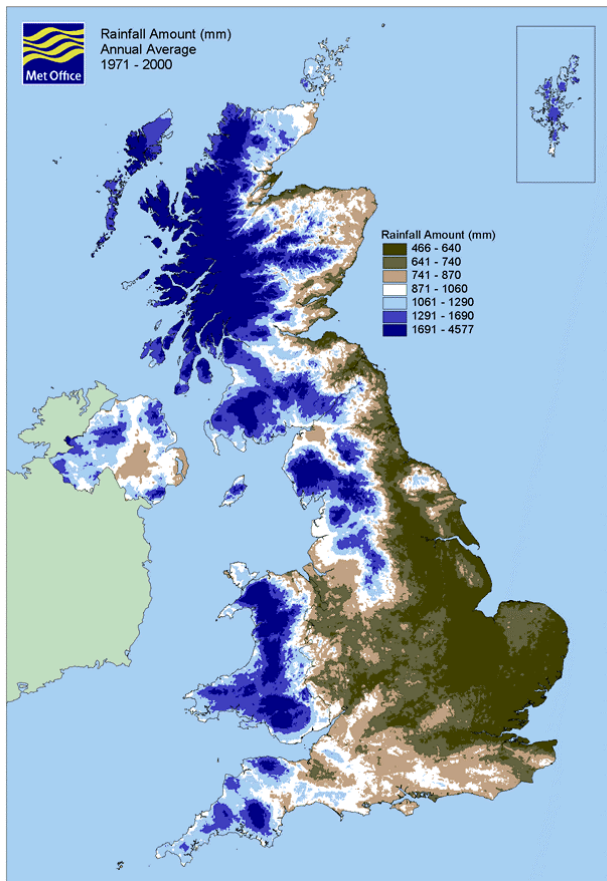 Met Office
Rainfall Amount (mm)
Annual Average
1971 - 2000
Rainfall Amount (mm)
466 - 640
641 - 740
741 - 870
871 - 1060
1061 - 1290
1291 - 1690
1691 - 4577